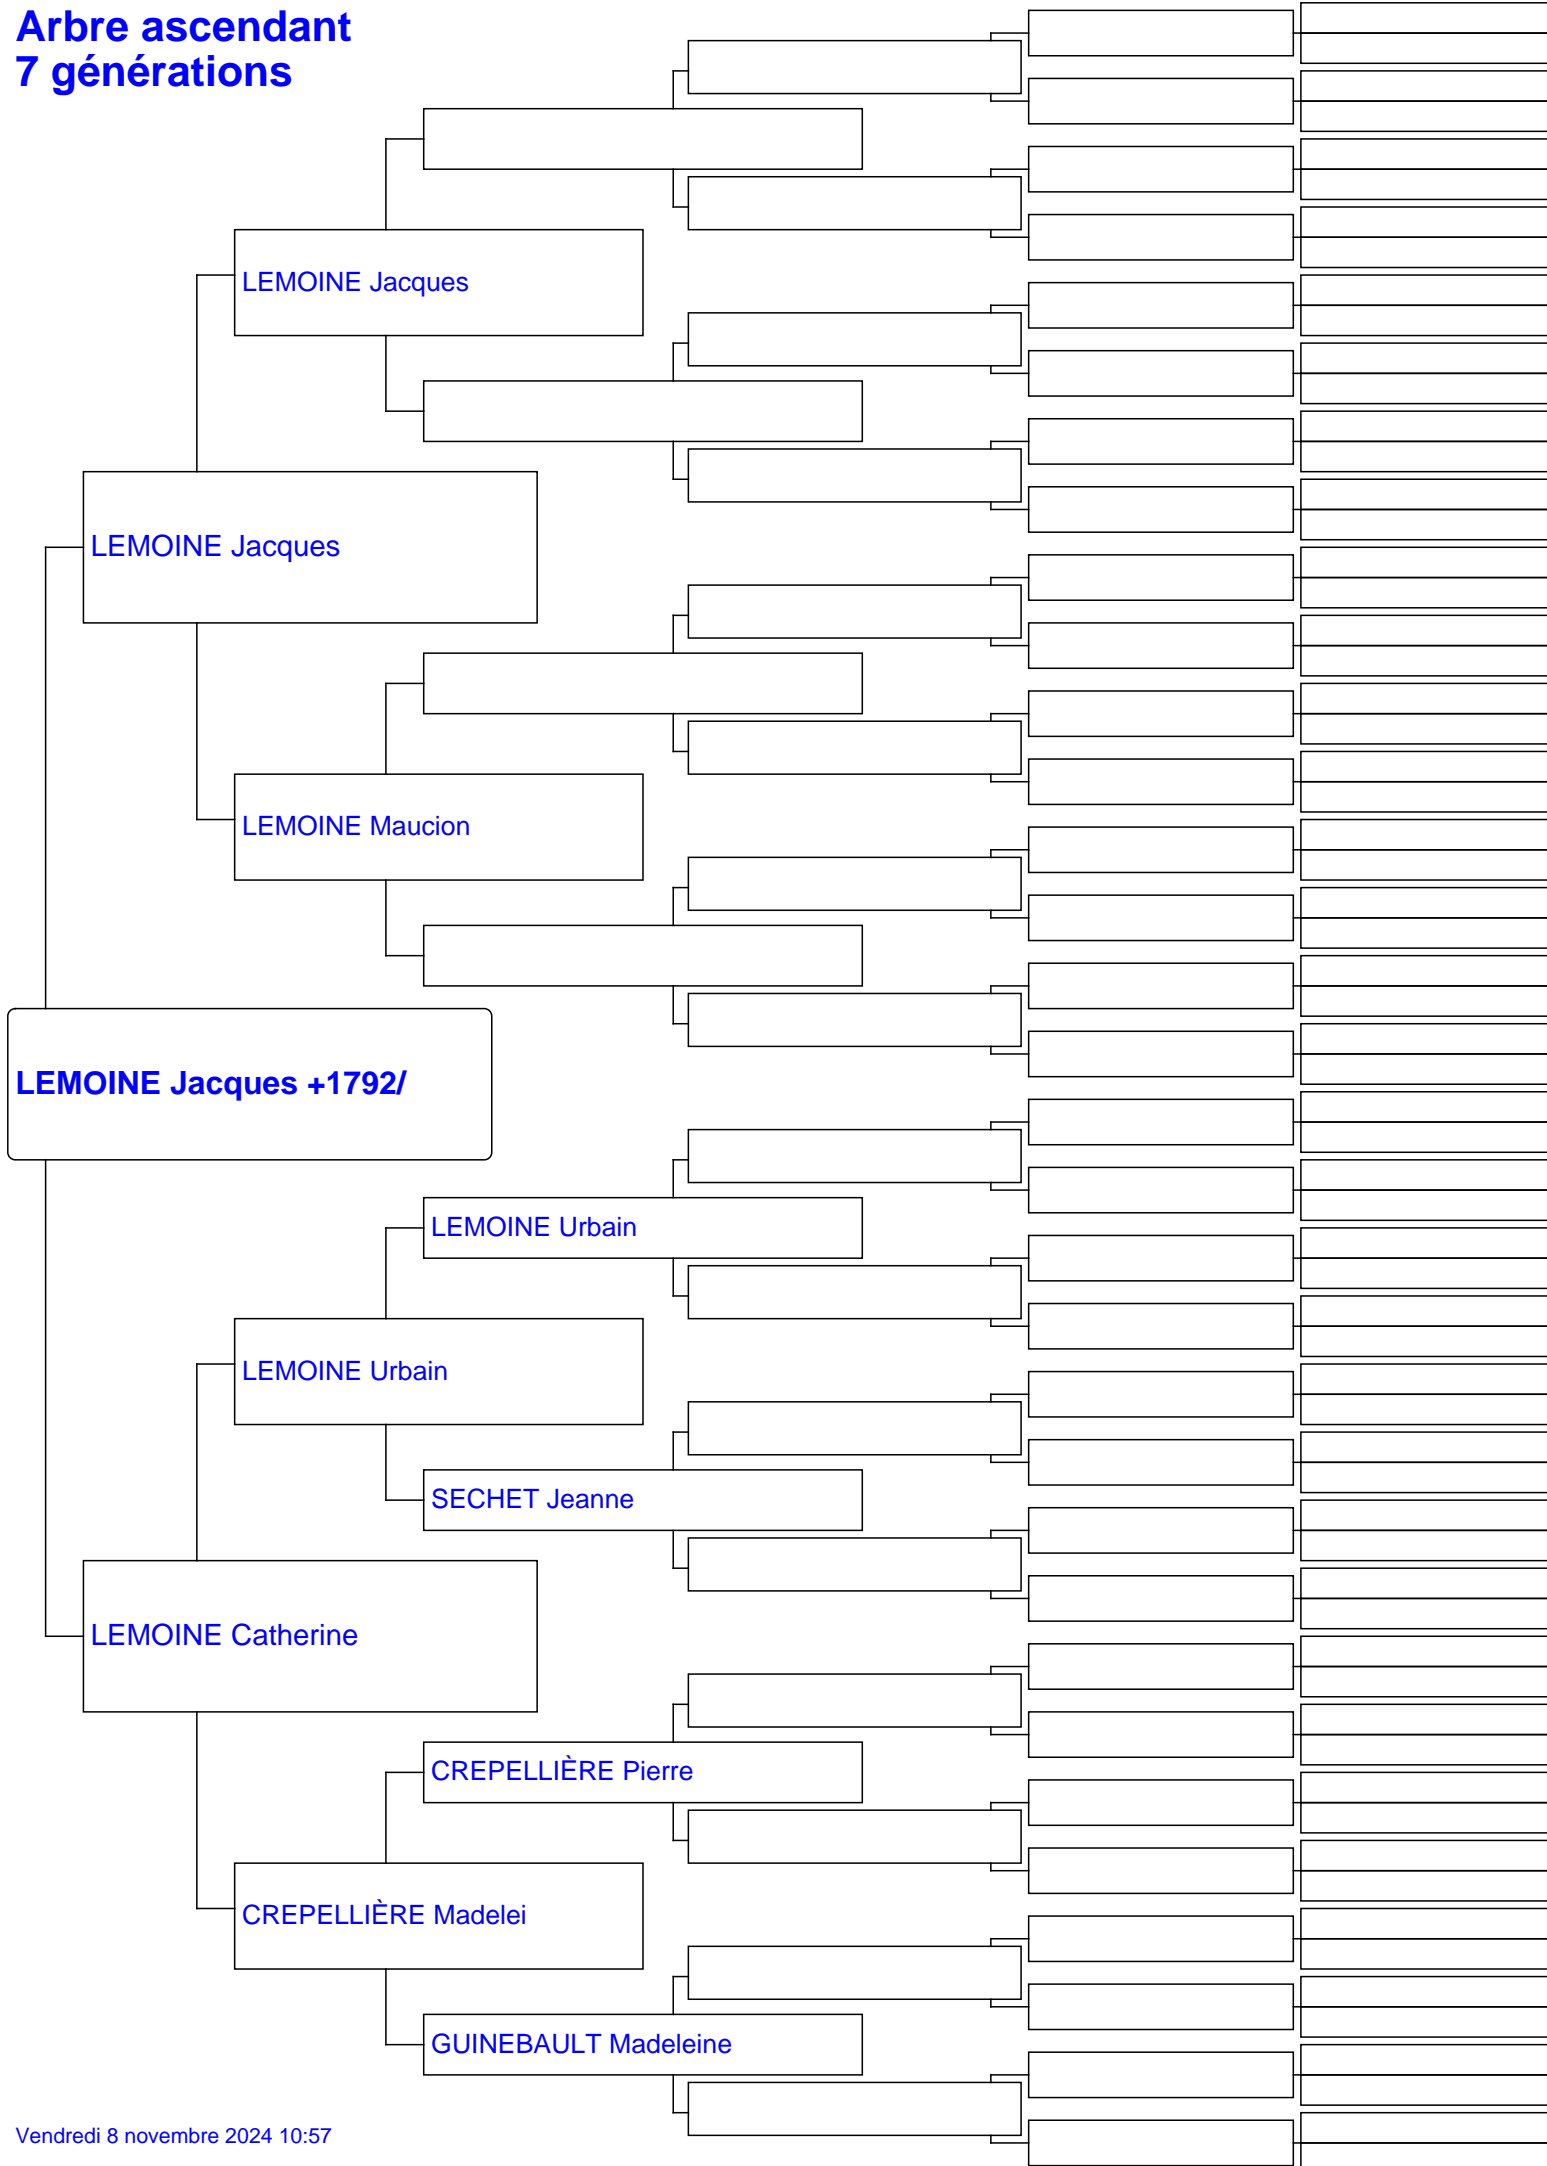 Arbre ascendant
7 générations
LEMOINE Jacques
LEMOINE Jacques
LEMOINE Maucion
LEMOINE Jacques +1792/
LEMOINE Urbain
LEMOINE Urbain
SECHET Jeanne
LEMOINE Catherine
CREPELLIÈRE Pierre
CREPELLIÈRE Madelei
GUINEBAULT Madeleine
Vendredi 8 novembre 2024 10:57